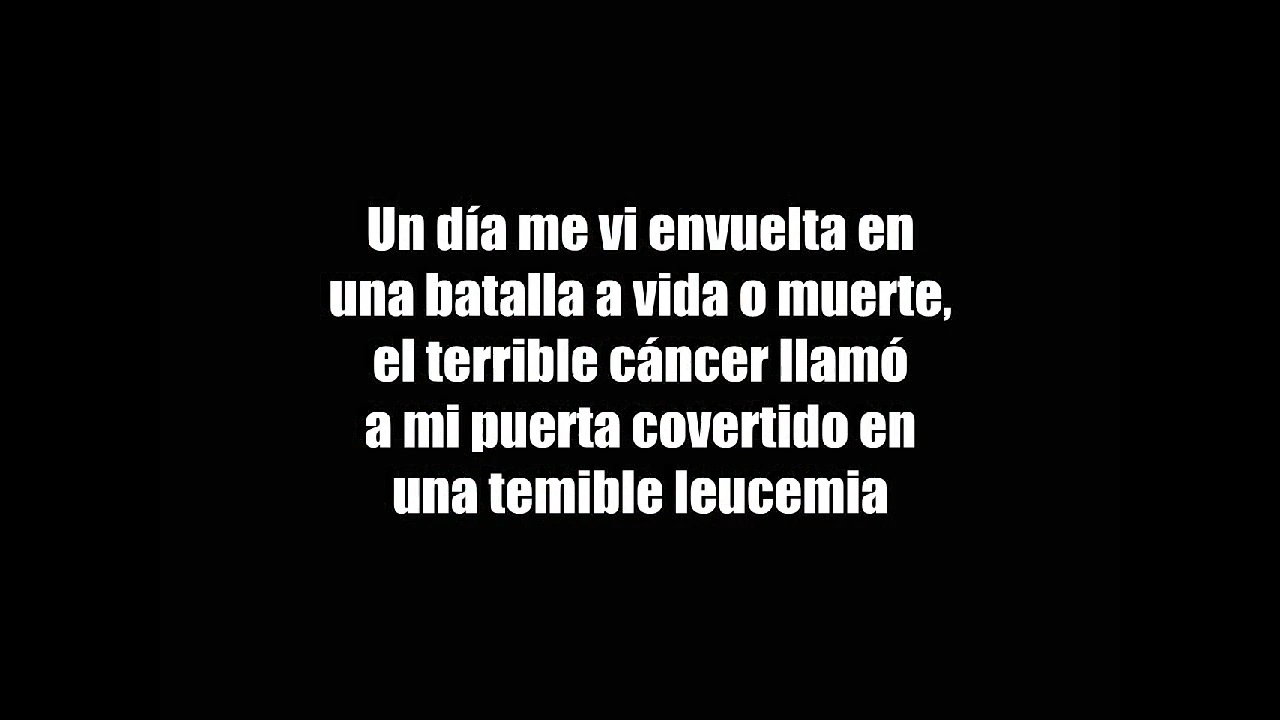 Un día me vi envuelta en
una batalla a vida o muerte,
el terrible cáncer llamó
a mi puerta covertido en
una temible leucemia